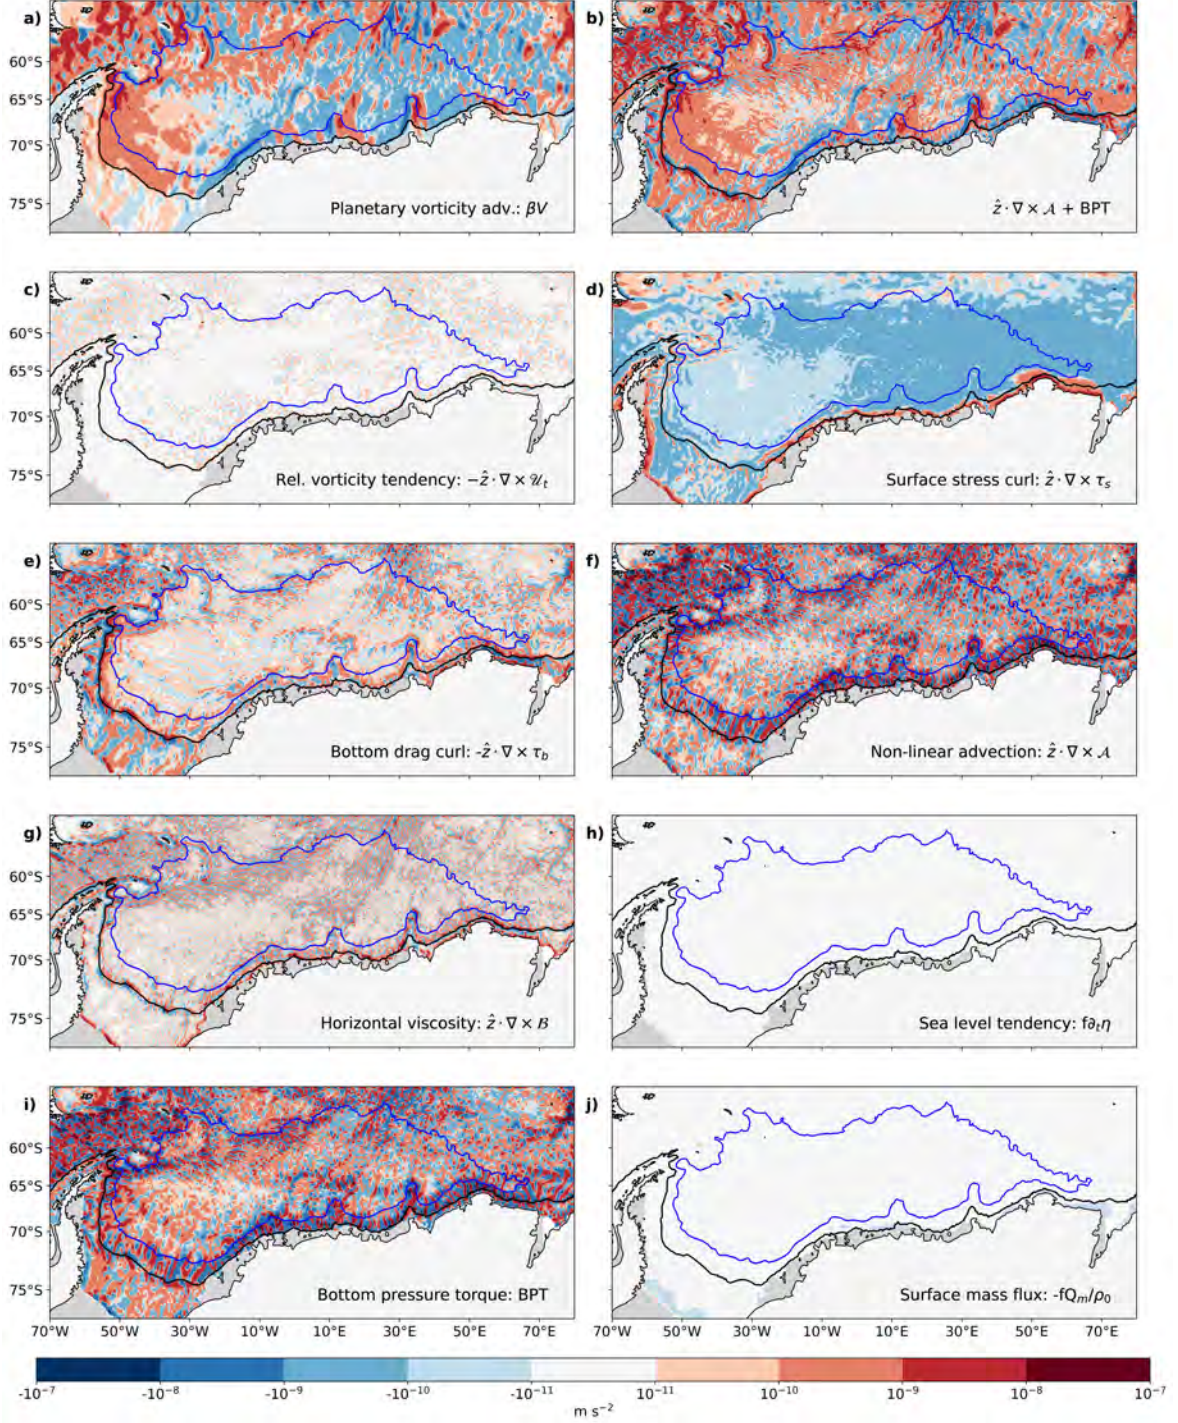 a) b)
60°S
65°S
70°S
75°S
Planetary vorticity adv.: βV
ẑ · ∇ × 𝒜 + BPT
c) d)
60°S
65°S
70°S
75°S
Rel. vorticity tendency: −ẑ · ∇ × 𝒰ₜ
Surface stress curl: ẑ · ∇ × τₛ
e) f)
60°S
65°S
70°S
75°S
Bottom drag curl: -ẑ · ∇ × τ_b
Non-linear advection: ẑ · ∇ × 𝒜
g) h)
60°S
65°S
70°S
75°S
Horizontal viscosity: ẑ · ∇ × ℬ
Sea level tendency: f∂ₜη
i) j)
60°S
65°S
70°S
75°S
Bottom pressure torque: BPT
Surface mass flux: -fQₘ/ρ₀
70°W 50°W 30°W 10°W 10°E 30°E 50°E 70°E 50°W 30°W 10°W 10°E 30°E 50°E 70°E
-10⁻⁷ -10⁻⁸ -10⁻⁹ -10⁻¹⁰ -10⁻¹¹ 10⁻¹¹ 10⁻¹⁰ 10⁻⁹ 10⁻⁸ 10⁻⁷
m s⁻²